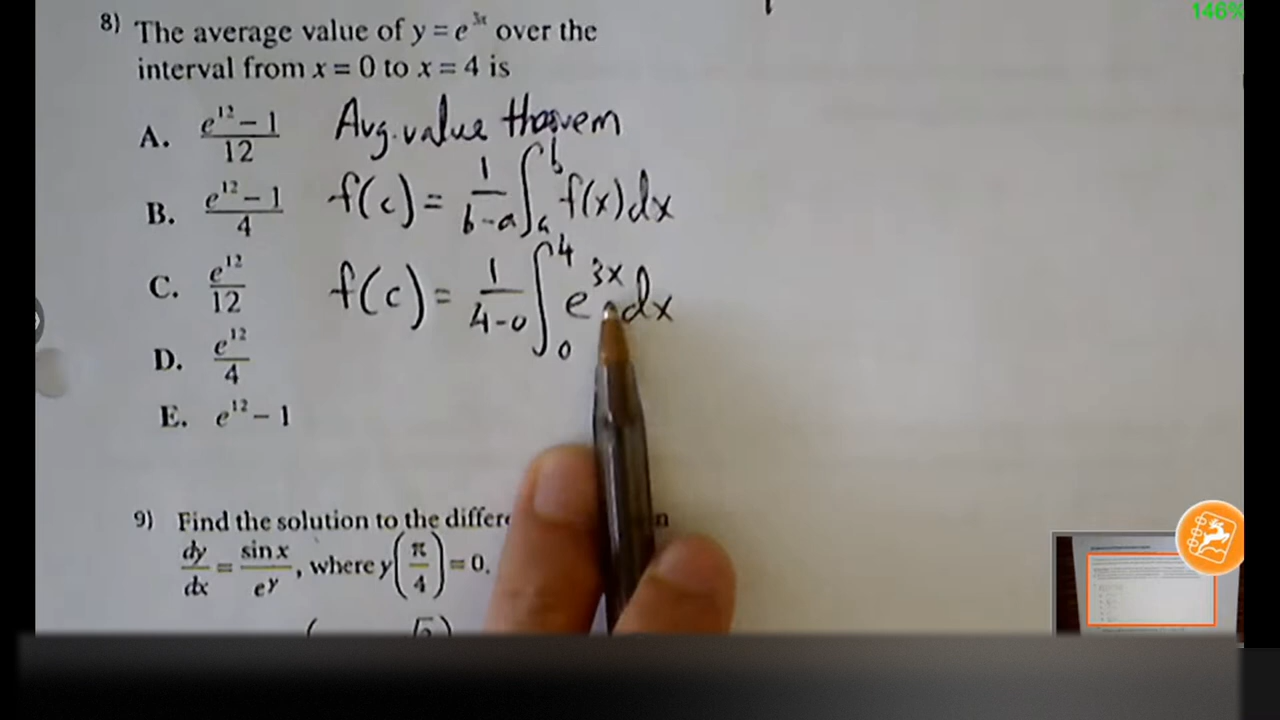 146%
8) The average value of y = e^3x over the
interval from x = 0 to x = 4 is
A. (e^12 − 1)/12
B. (e^12 − 1)/4
C. e^12/12
D. e^12/4
E. e^12 − 1
Avg. value theorem
f(c) = 1/(b−a) ∫_a^b f(x)dx
f(c) = 1/(4−0) ∫_0^4 e^3x dx
9) Find the solution to the
dy/dx = sin x/e^y, where y(π/4) = 0.